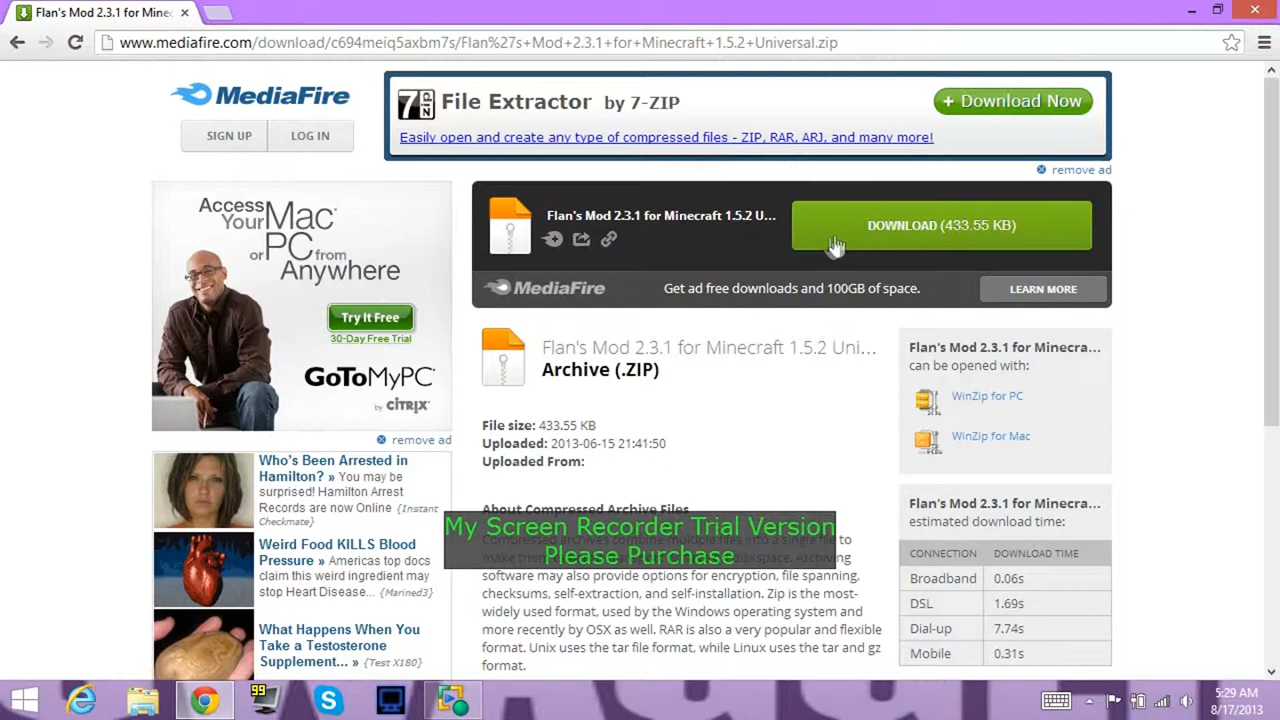 Flan's Mod 2.3.1 for Mine
www.mediafire.com/download/c694meiq5axbm7s/Flan%27s+Mod+2.3.1+for+Minecraft+1.5.2+Universal.zip
MediaFire
SIGN UP
LOG IN
7 ZIP
File Extractor by 7-ZIP
+ Download Now
Easily open and create any type of compressed files - ZIP, RAR, ARJ, and many more!
remove ad
Access
Your Mac
or PC from
Anywhere
Try It Free
30-Day Free Trial
GoToMyPC
by CITRIX
remove ad
Flan's Mod 2.3.1 for Minecraft 1.5.2 U...
DOWNLOAD (433.55 KB)
MediaFire
Get ad free downloads and 100GB of space.
LEARN MORE
Flan's Mod 2.3.1 for Minecraft 1.5.2 Uni...
Archive (.ZIP)
File size: 433.55 KB
Uploaded: 2013-06-15 21:41:50
Uploaded From:
About Compressed Archive Files
Compressed archives combine multiple files into a single file to
make them
disk space. Archiving
software may also provide options for encryption, file spanning,
checksums, self-extraction, and self-installation. Zip is the most-
widely used format, used by the Windows operating system and
more recently by OSX as well. RAR is also a very popular and flexible
format. Unix uses the tar file format, while Linux uses the tar and gz
format.
My Screen Recorder Trial Version
Please Purchase
Flan's Mod 2.3.1 for Minecra...
can be opened with:
WinZip for PC
WinZip for Mac
Flan's Mod 2.3.1 for Minecra...
estimated download time:
CONNECTION DOWNLOAD TIME
Broadband 0.06s
DSL 1.69s
Dial-up 7.74s
Mobile 0.31s
Who's Been Arrested in
Hamilton? » You may be
surprised! Hamilton Arrest
Records are now Online {Instant
Checkmate}
Weird Food KILLS Blood
Pressure » Americas top docs
claim this weird ingredient may
stop Heart Disease... {Marined3}
What Happens When You
Take a Testosterone
Supplement... » {Test X180}
99
5:29 AM
8/17/2013